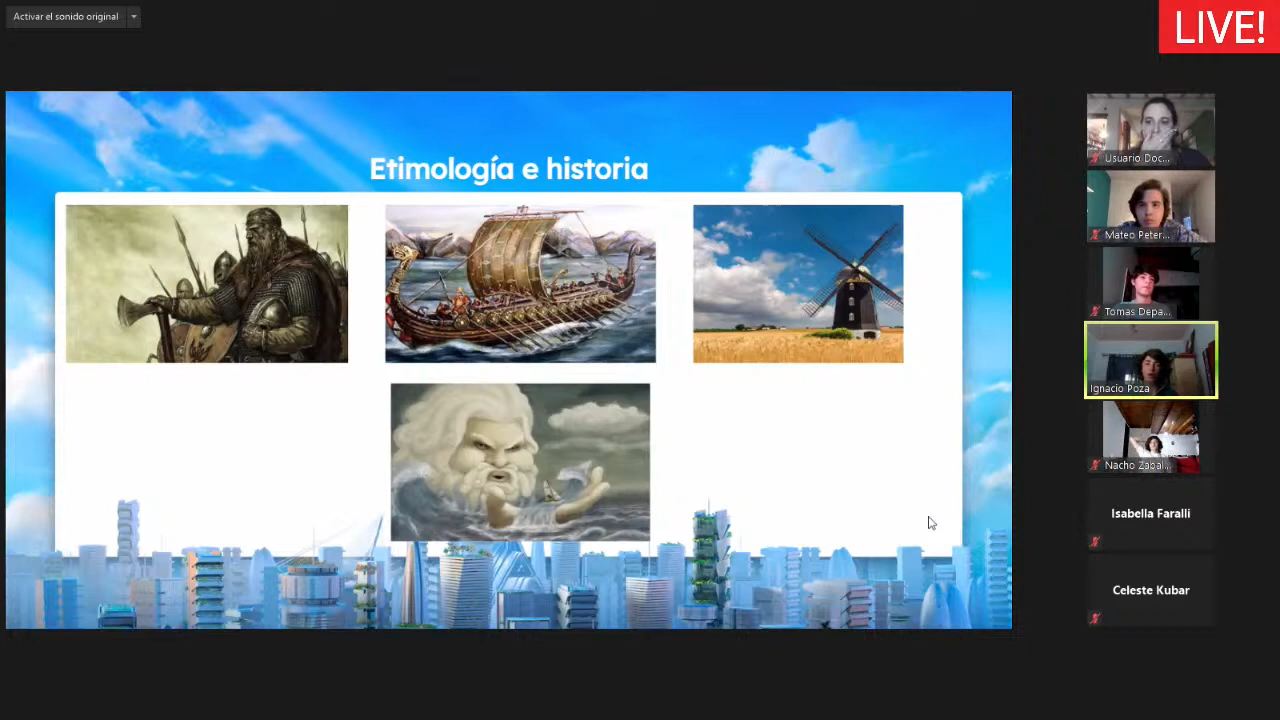 Activar el sonido original
LIVE!
Etimología e historia
Usuario Doc...
Mateo Peter...
Tomas Depa...
Ignacio Poza
Nacho Zabal...
Isabella Faralli
Celeste Kubar